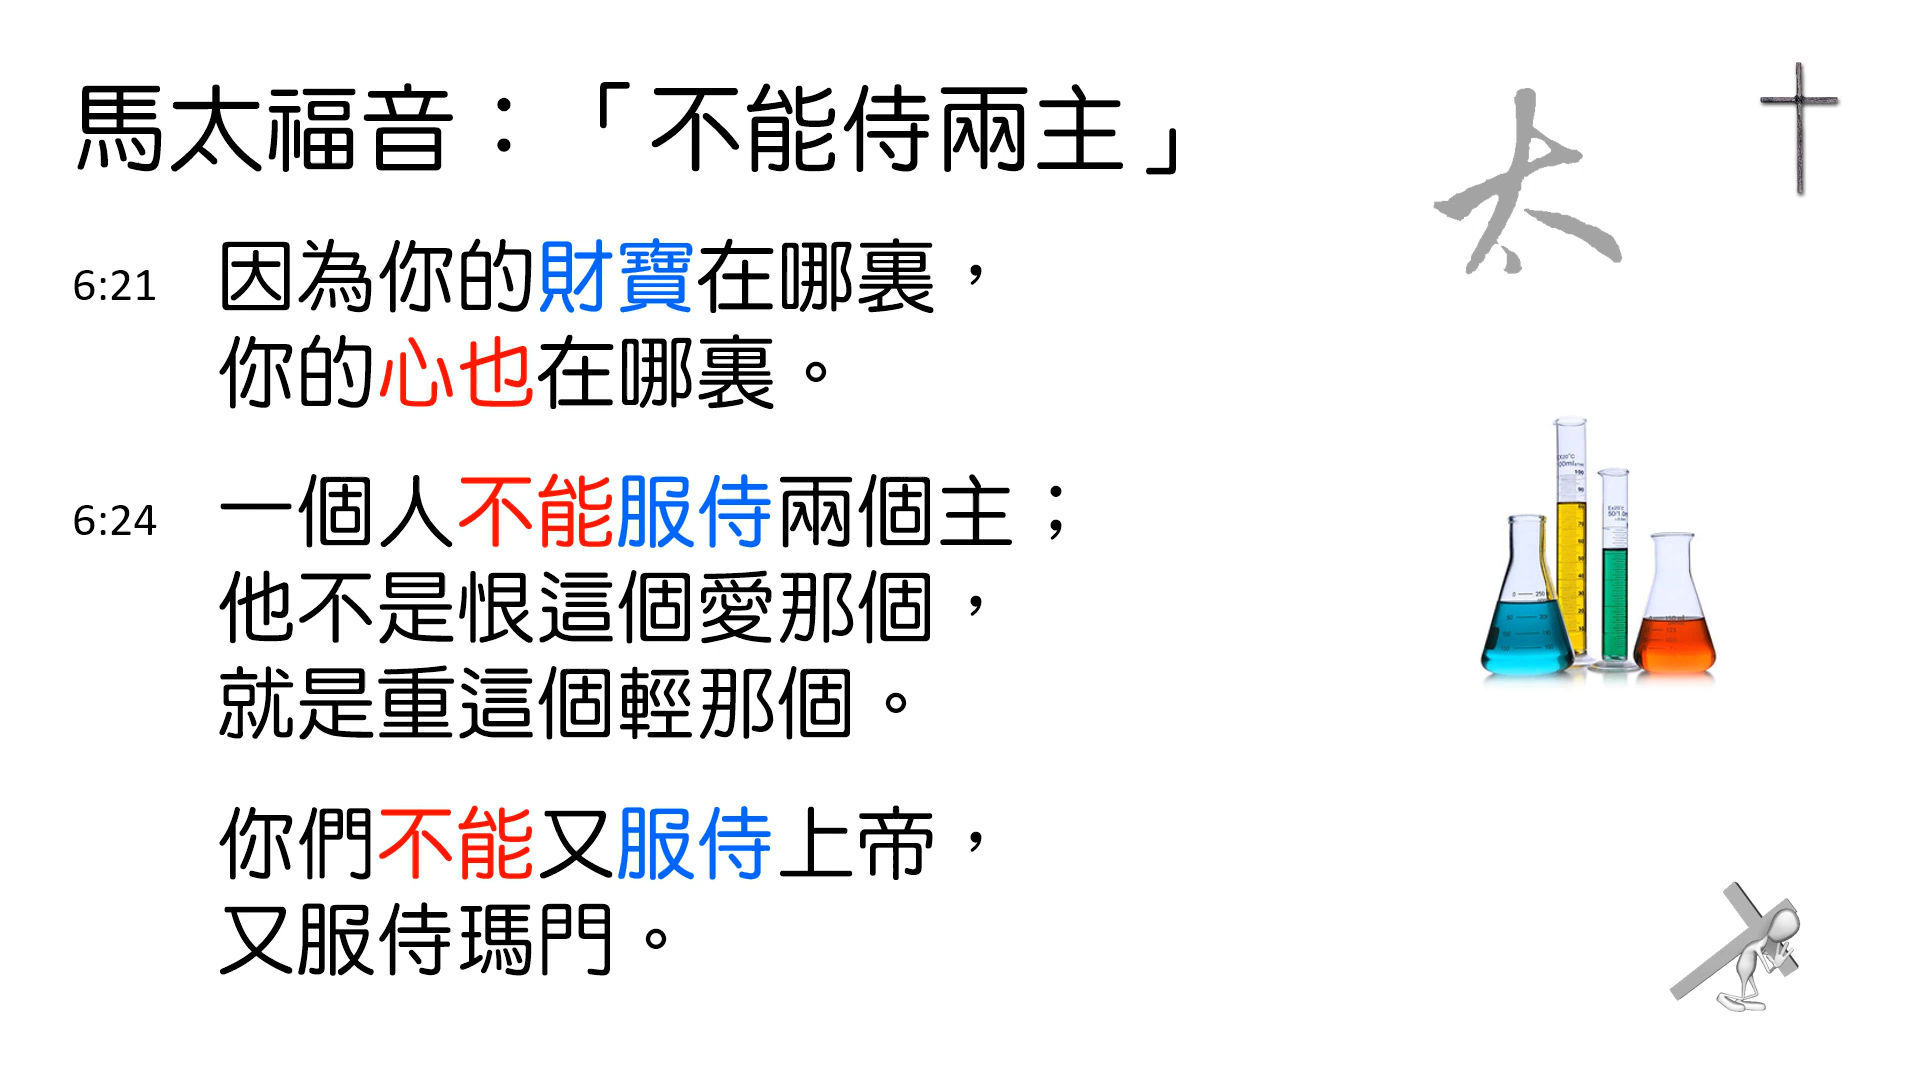 馬太福音：「不能侍兩主」
太
6:21 因為你的財寶在哪裏，
你的心也在哪裏。
6:24 一個人不能服侍兩個主；
他不是恨這個愛那個，
就是重這個輕那個。
你們不能又服侍上帝，
又服侍瑪門。